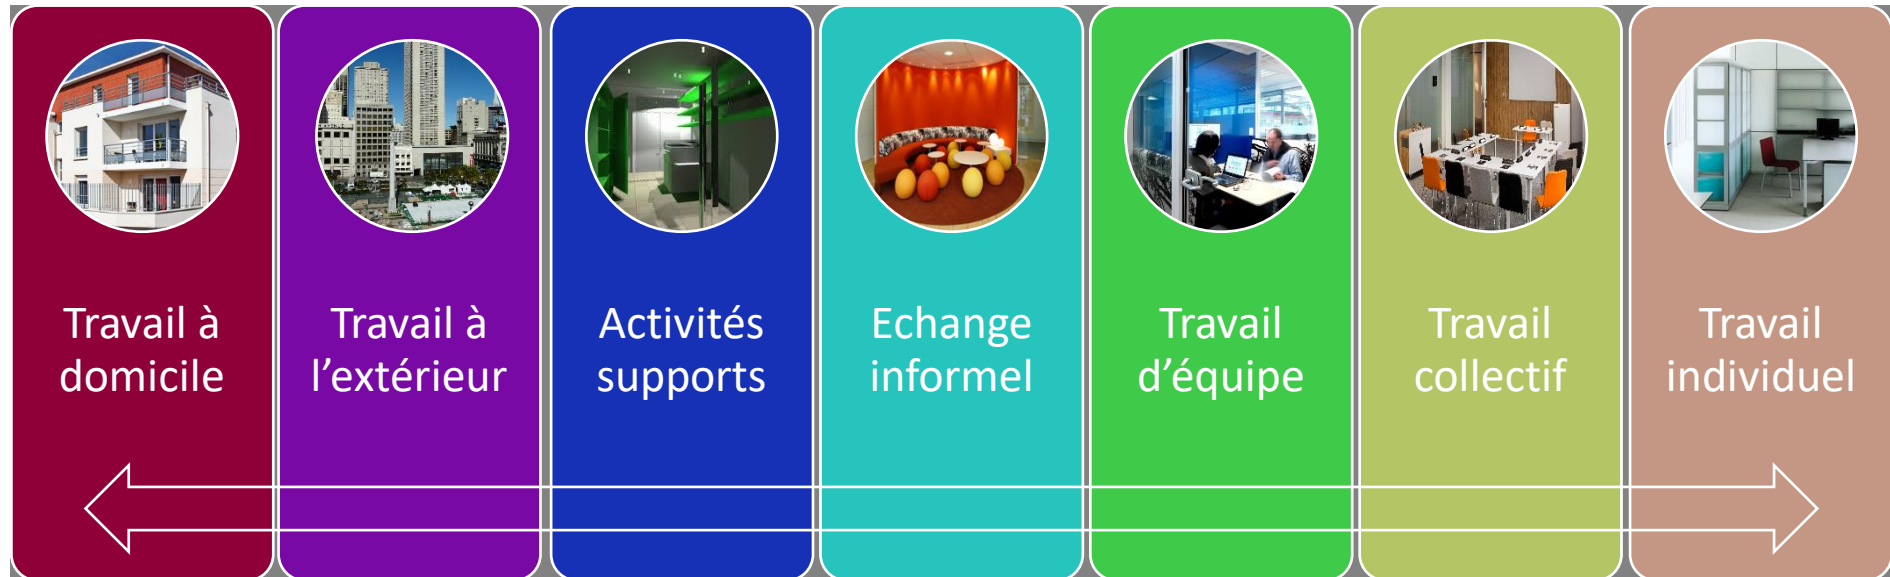 Travail à
domicile
Travail à
l’extérieur
Activités
supports
Echange
informel
Travail
d’équipe
Travail
collectif
Travail
individuel